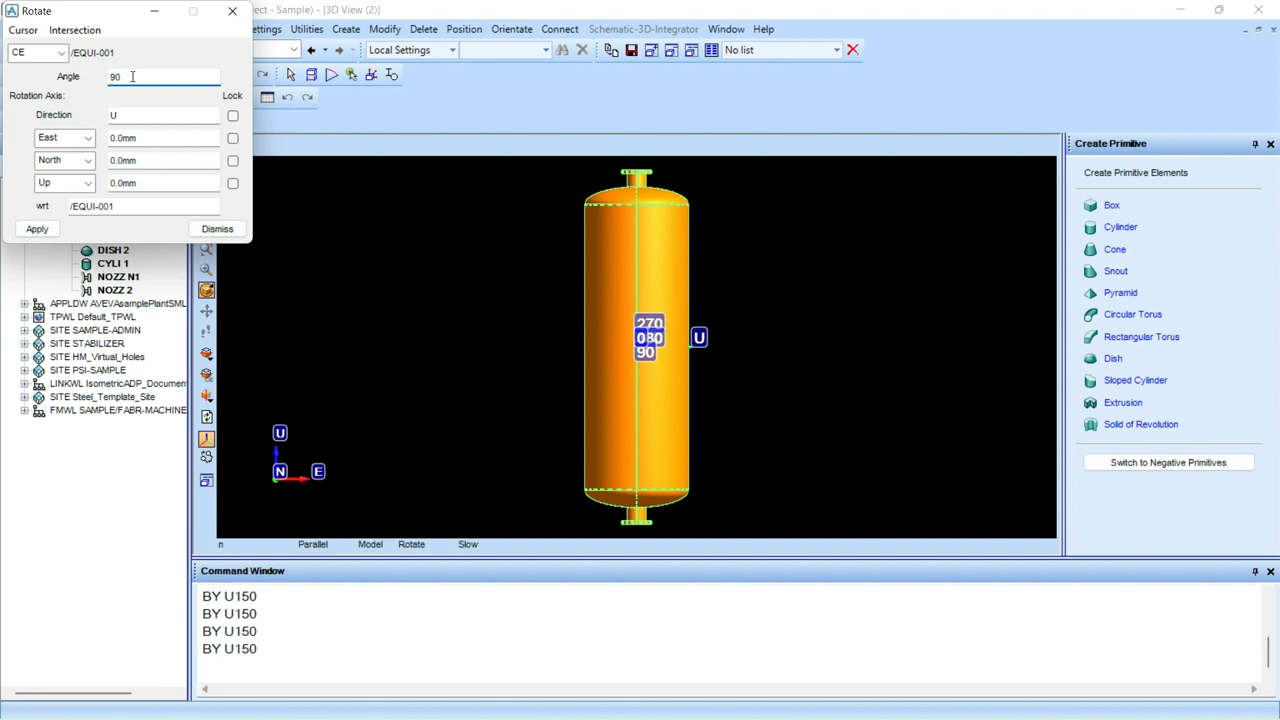 Rotate
ect - Sample) - [3D View (2)]
Cursor Intersection
ettings Utilities Create Modify Delete Position Orientate Connect Schematic-3D-Integrator Window Help
CE /EQUI-001
Local Settings No list
Angle 90
Rotation Axis: Lock
Direction U
East 0.0mm
North 0.0mm
Up 0.0mm
wrt /EQUI-001
Apply Dismiss
DISH 2
CYLI 1
NOZZ N1
NOZZ 2
APPLDW AVEVAsamplePlantSML
TPWL Default_TPWL
SITE SAMPLE-ADMIN
SITE STABILIZER
SITE HM_Virtual_Holes
SITE PSI-SAMPLE
LINKWL IsometricADP_Documen
SITE Steel_Template_Site
FMWL SAMPLE/FABR-MACHINE
270
90
U
U
N E
n Parallel Model Rotate Slow
Create Primitive
Create Primitive Elements
Box
Cylinder
Cone
Snout
Pyramid
Circular Torus
Rectangular Torus
Dish
Sloped Cylinder
Extrusion
Solid of Revolution
Switch to Negative Primitives
Command Window
BY U150
BY U150
BY U150
BY U150